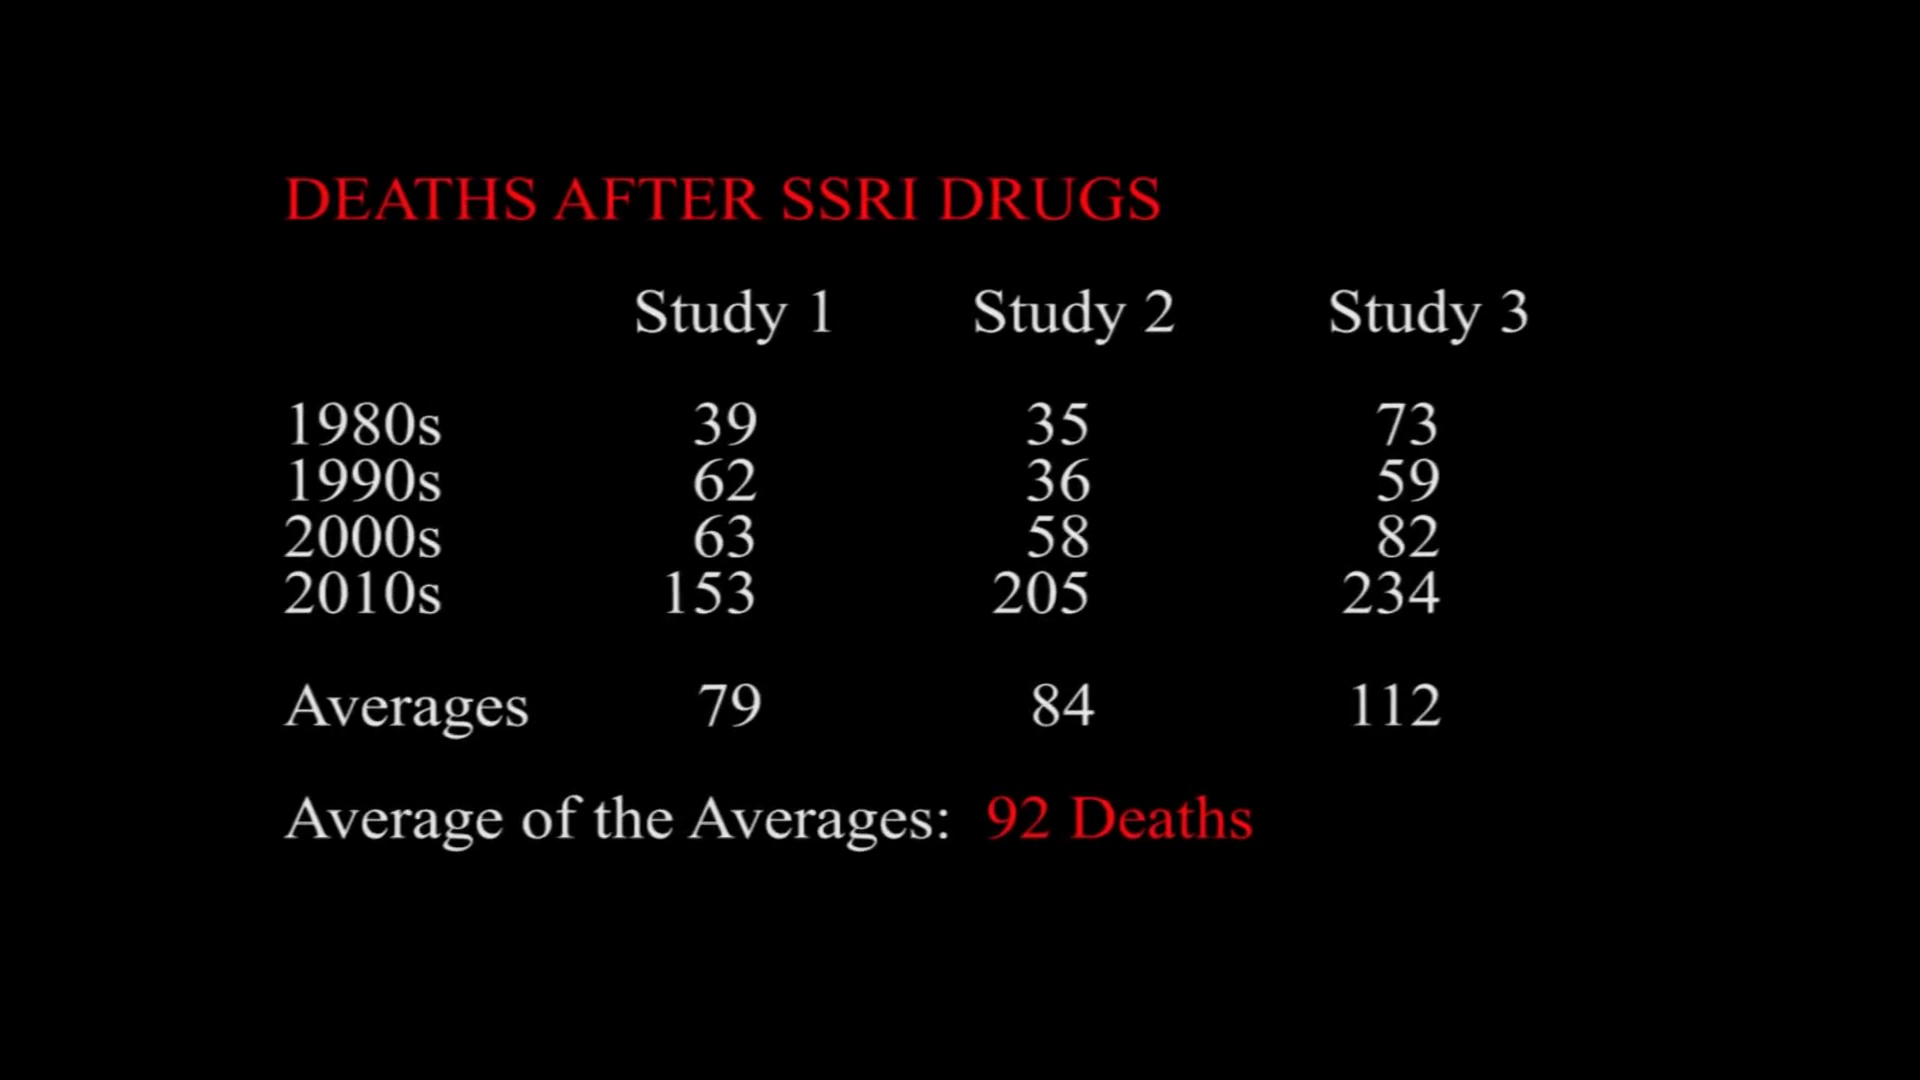 DEATHS AFTER SSRI DRUGS
Study 1 Study 2 Study 3
1980s 39 35 73
1990s 62 36 59
2000s 63 58 82
2010s 153 205 234
Averages 79 84 112
Average of the Averages: 92 Deaths